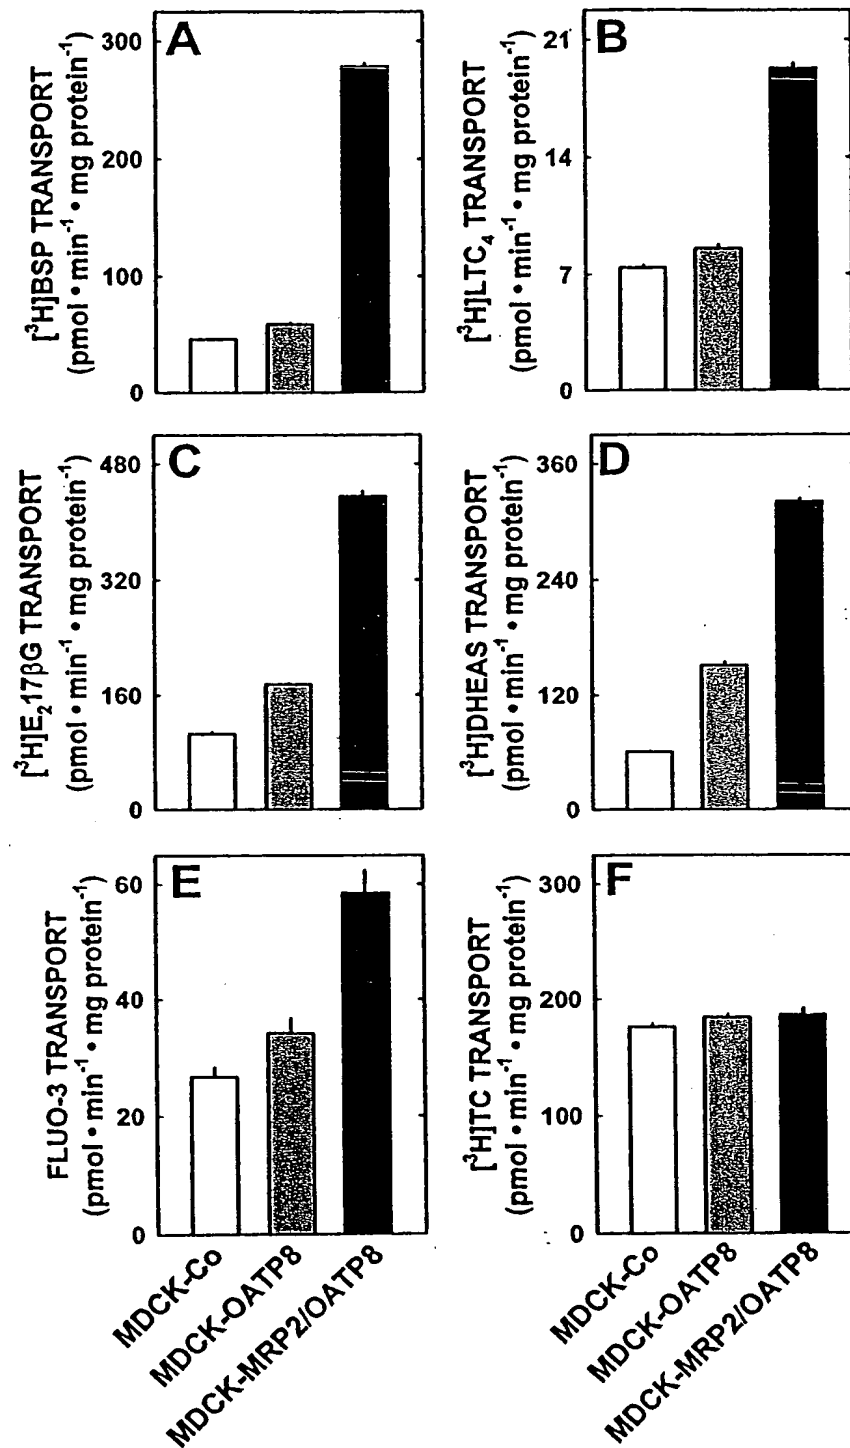 A
[³H]BSP TRANSPORT
(pmol • min⁻¹ • mg protein⁻¹)
300
200
100
0
B
[³H]LTC₄ TRANSPORT
(pmol • min⁻¹ • mg protein⁻¹)
21
14
7
0
C
[³H]E₂17βG TRANSPORT
(pmol • min⁻¹ • mg protein⁻¹)
480
320
160
0
D
[³H]DHEAS TRANSPORT
(pmol • min⁻¹ • mg protein⁻¹)
360
240
120
0
E
FLUO-3 TRANSPORT
(pmol • min⁻¹ • mg protein⁻¹)
60
40
20
0
F
[³H]TC TRANSPORT
(pmol • min⁻¹ • mg protein⁻¹)
300
200
100
0
MDCK-Co
MDCK-OATP8
MDCK-MRP2/OATP8
MDCK-Co
MDCK-OATP8
MDCK-MRP2/OATP8